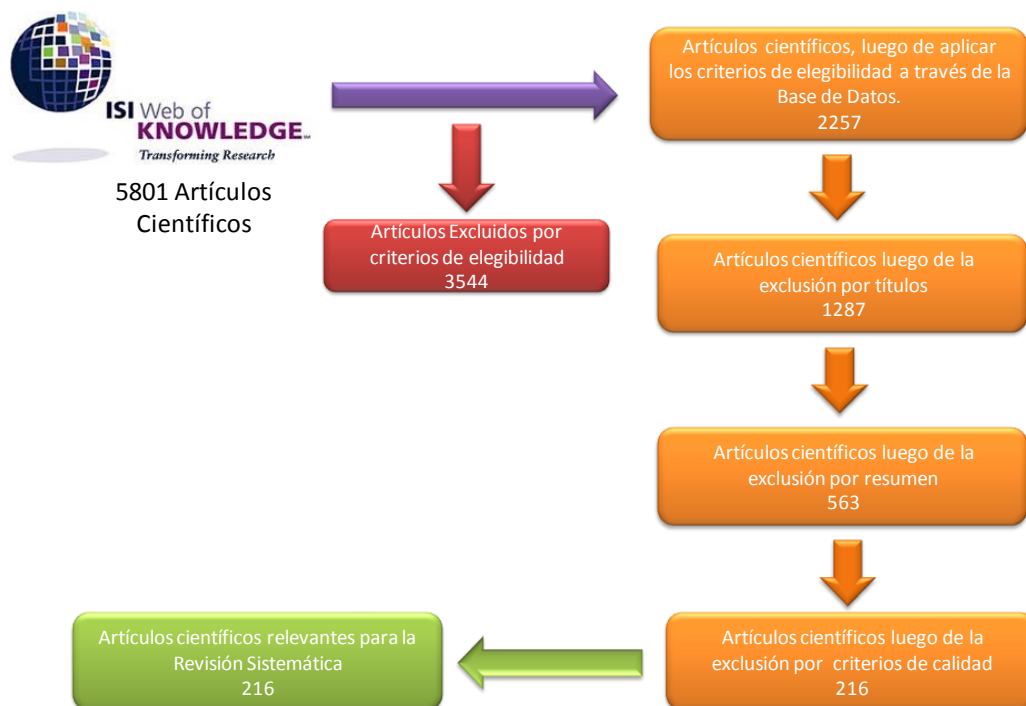 ISI Web of
KNOWLEDGE
Transforming Research
5801 Artículos
Científicos
Artículos científicos, luego de aplicar
los criterios de elegibilidad a través de la
Base de Datos.
2257
Artículos Excluidos por
criterios de elegibilidad
3544
Artículos científicos luego de la
exclusión por títulos
1287
Artículos científicos luego de la
exclusión por resumen
563
Artículos científicos luego de la
exclusión por criterios de calidad
216
Artículos científicos relevantes para la
Revisión Sistemática
216